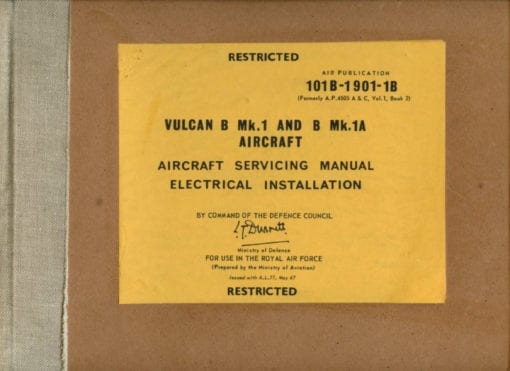 RESTRICTED
AIR PUBLICATION
101B-1901-1B
(Formerly A.P.4505 A & C, Vol.1, Book 2)
VULCAN B Mk.1 AND B Mk.1A
AIRCRAFT
AIRCRAFT SERVICING MANUAL
ELECTRICAL INSTALLATION
BY COMMAND OF THE DEFENCE COUNCIL
Ministry of Defence
FOR USE IN THE ROYAL AIR FORCE
(Prepared by the Ministry of Aviation)
Issued with A.L.77, May 67
RESTRICTED